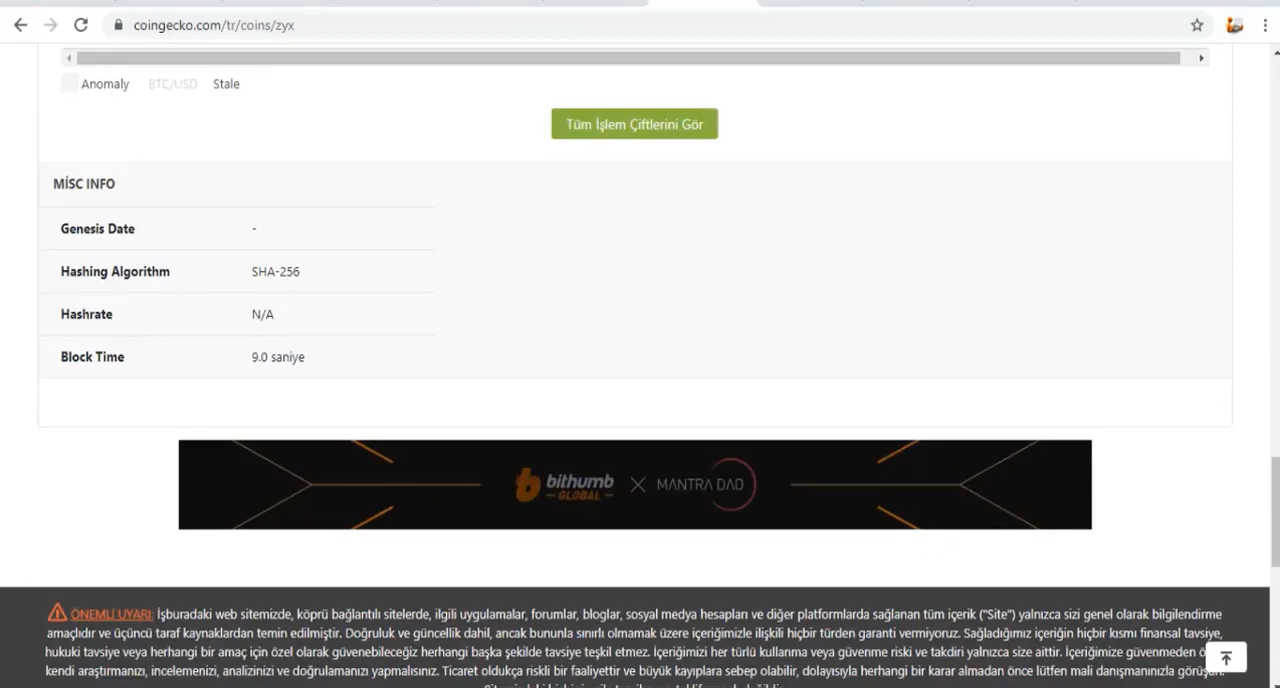 coingecko.com/tr/coins/zyx
Anomaly BTC/USD Stale
Tüm İşlem Çiftlerini Gör
MİSC INFO
Genesis Date -
Hashing Algorithm SHA-256
Hashrate N/A
Block Time 9.0 saniye
bithumb GLOBAL X MANTRA DAO
ÖNEMLİ UYARI: İşburadaki web sitemizde, köprü bağlantılı sitelerde, ilgili uygulamalar, forumlar, bloglar, sosyal medya hesapları ve diğer platformlarda sağlanan tüm içerik ("Site") yalnızca sizi genel olarak bilgilendirme
amaçlıdır ve üçüncü taraf kaynaklardan temin edilmiştir. Doğruluk ve güncellik dahil, ancak bununla sınırlı olmamak üzere içeriğimizle ilişkili hiçbir türden garanti vermiyoruz. Sağladığımız içeriğin hiçbir kısmı finansal tavsiye,
hukuki tavsiye veya herhangi bir amaç için özel olarak güvenebileceğiz herhangi başka şekilde tavsiye teşkil etmez. İçeriğimizi her türlü kullanma veya güvenme riski ve takdiri yalnızca size aittir. İçeriğimize güvenmeden
kendi araştırmanızı, incelemenizi, analizinizi ve doğrulamanızı yapmalısınız. Ticaret oldukça riskli bir faaliyettir ve büyük kayıplara sebep olabilir, dolayısıyla herhangi bir karar almadan önce lütfen mali danışmanınızla